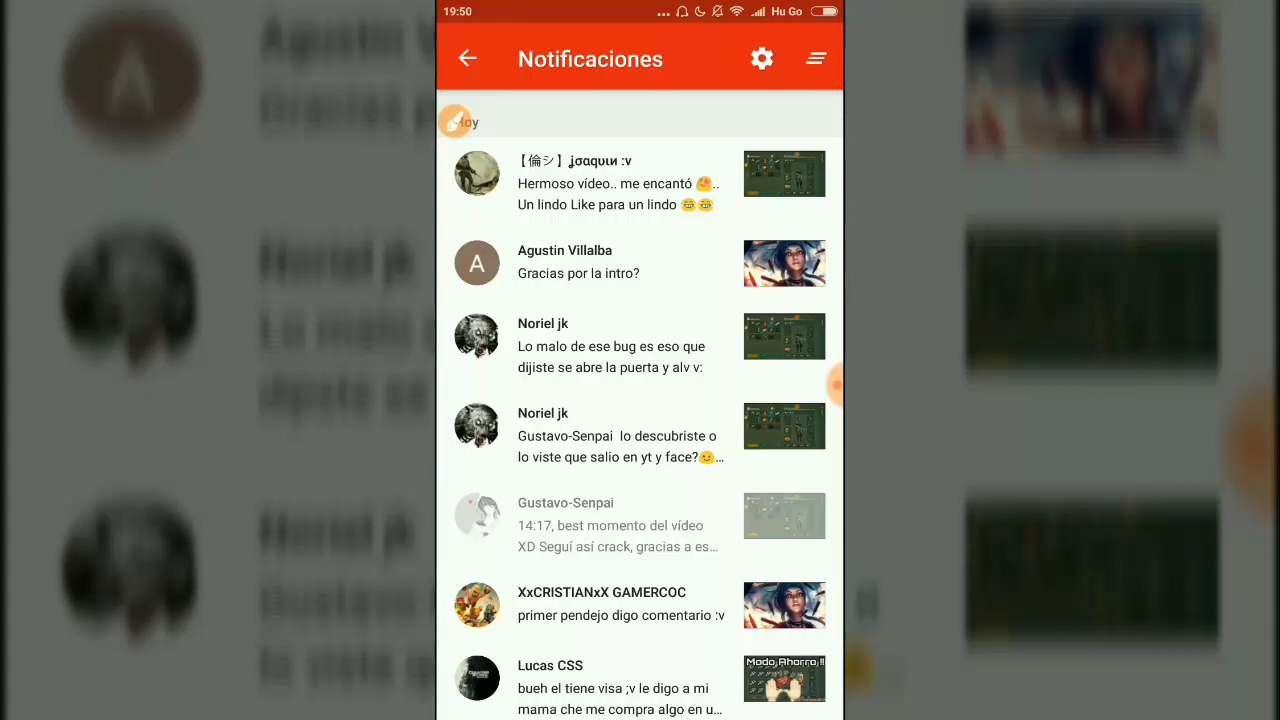 19:50
Hu Go
Notificaciones
Hoy
【倫シ】ʝσαqυιи :v
Hermoso vídeo.. me encantó 😍..
Un lindo Like para un lindo 😂😂
Agustin Villalba
A
Gracias por la intro?
Noriel jk
Lo malo de ese bug es eso que
dijiste se abre la puerta y alv v:
Noriel jk
Gustavo-Senpai lo descubriste o
lo viste que salio en yt y face?😉...
Gustavo-Senpai
14:17, best momento del vídeo
XD Seguí así crack, gracias a es...
XxCRISTIANxX GAMERCOC
primer pendejo digo comentario :v
Lucas CSS
Modo Ahorro !!
bueh el tiene visa ;v le digo a mi
mama che me compra algo en u...